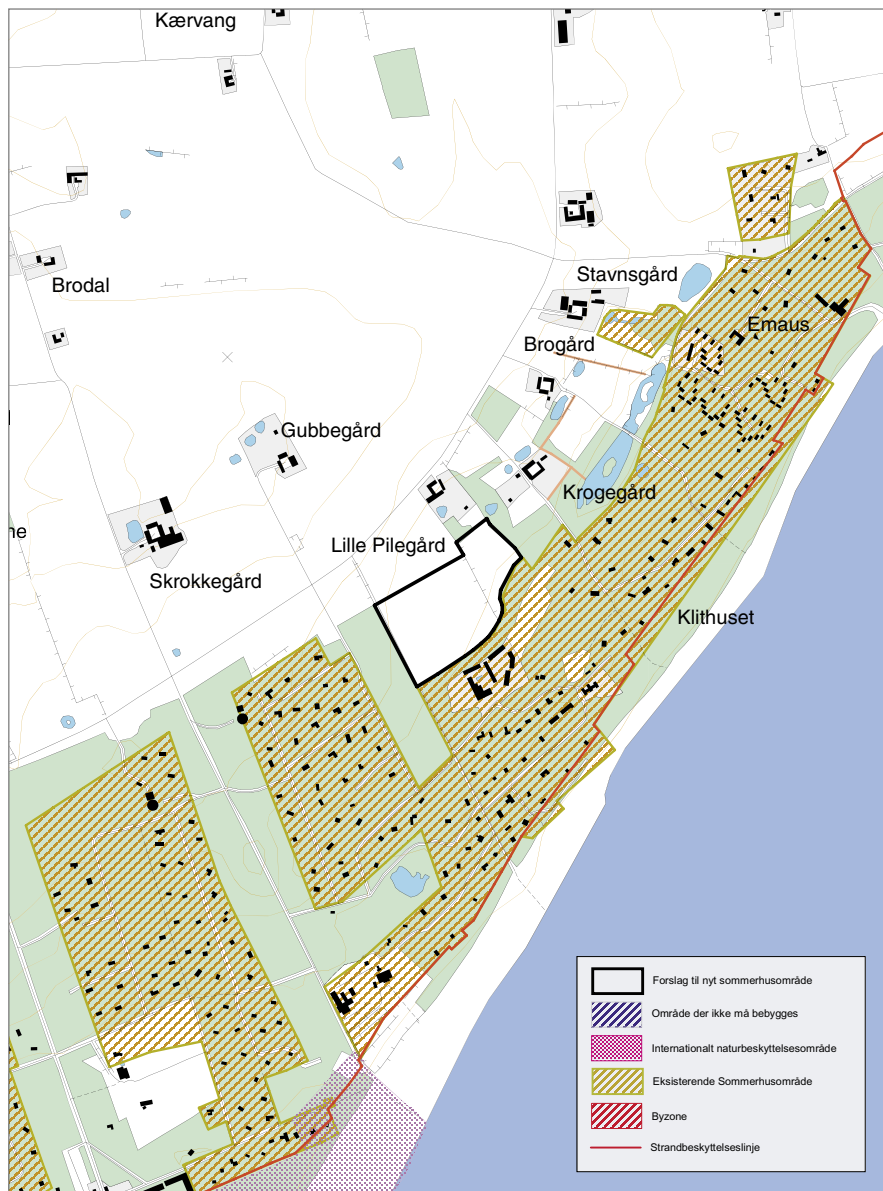 Kærvang
Brodal
Stavnsgård
Emaus
Brogård
Gubbegård
Krogegård
ne
Lille Pilegård
Skrokkegård
Klithuset
Forslag til nyt sommerhusområde
Område der ikke må bebygges
Internationalt naturbeskyttelsesområde
Eksisterende Sommerhusområde
Byzone
Strandbeskyttelseslinje